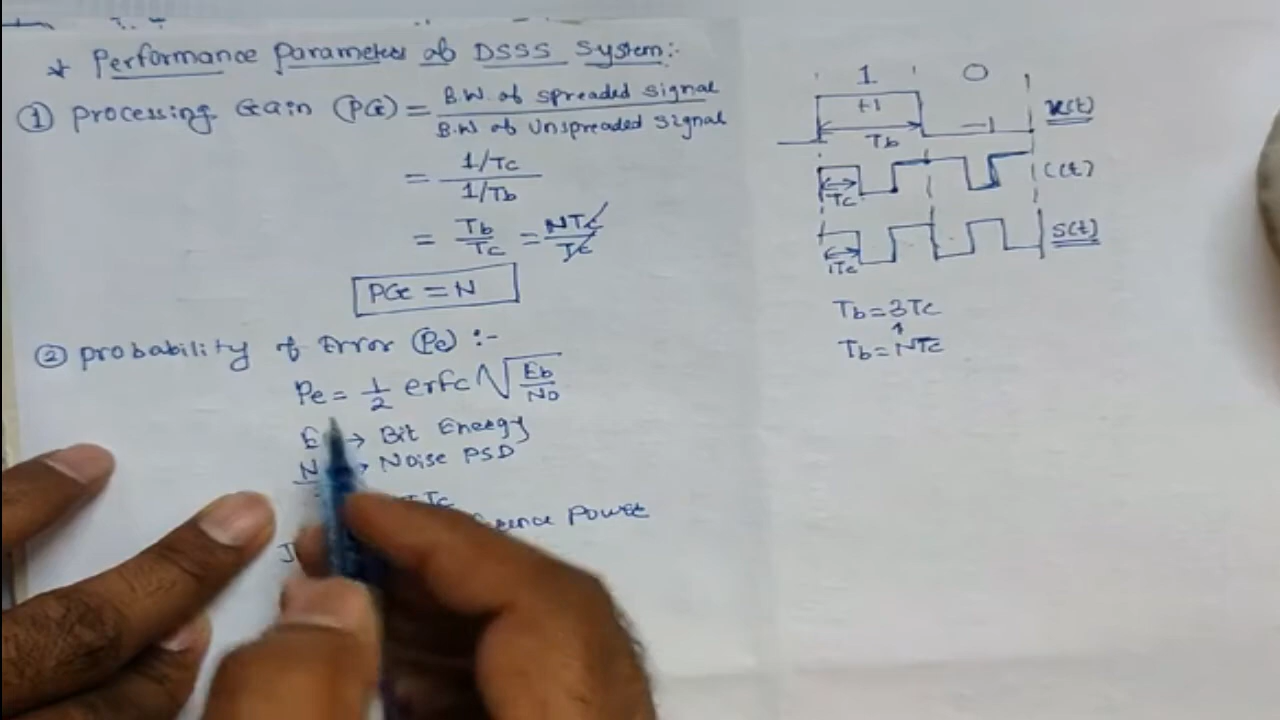 * Performance Parameter of DSSS System:-
① Processing Gain (PG) = B.W. of spreaded signal / B.W of unspreaded signal
= 1/Tc / 1/Tb
= Tb/Tc = NTc/Tc
PG = N
② Probability of Error (Pe) :-
Pe = 1/2 erfc √Eb/N0
E → Bit Energy
N → Noise PSD
Tc
Power
J
1 0
+1 -1 x(t)
Tb
c(t)
Tc
s(t)
Tc
Tb = 3Tc
↑
Tb = NTc